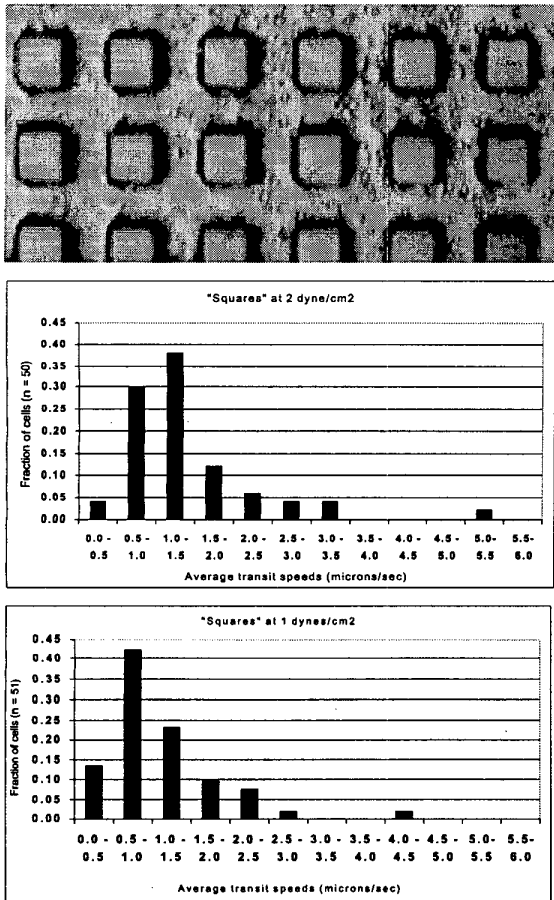 "Squares" at 2 dyne/cm2
Fraction of cells (n = 50)
0.45
0.40
0.35
0.30
0.25
0.20
0.15
0.10
0.05
0.00
0.0 - 0.5 - 1.0 - 1.5 - 2.0 - 2.5 - 3.0 - 3.5 - 4.0 - 4.5 - 5.0 - 5.5 -
0.5 1.0 1.5 2.0 2.5 3.0 3.5 4.0 4.5 5.0 5.5 6.0
Average transit speeds (microns/sec)
"Squares" at 1 dynes/cm2
Fraction of cells (n = 51)
0.45
0.40
0.35
0.30
0.25
0.20
0.15
0.10
0.05
0.00
0.0 - 0.5 - 1.0 - 1.5 - 2.0 - 2.5 - 3.0 - 3.5 - 4.0 - 4.5 - 5.0 - 5.5 -
0.5 1.0 1.5 2.0 2.5 3.0 3.5 4.0 4.5 5.0 5.5 6.0
Average transit speeds (microns/sec)